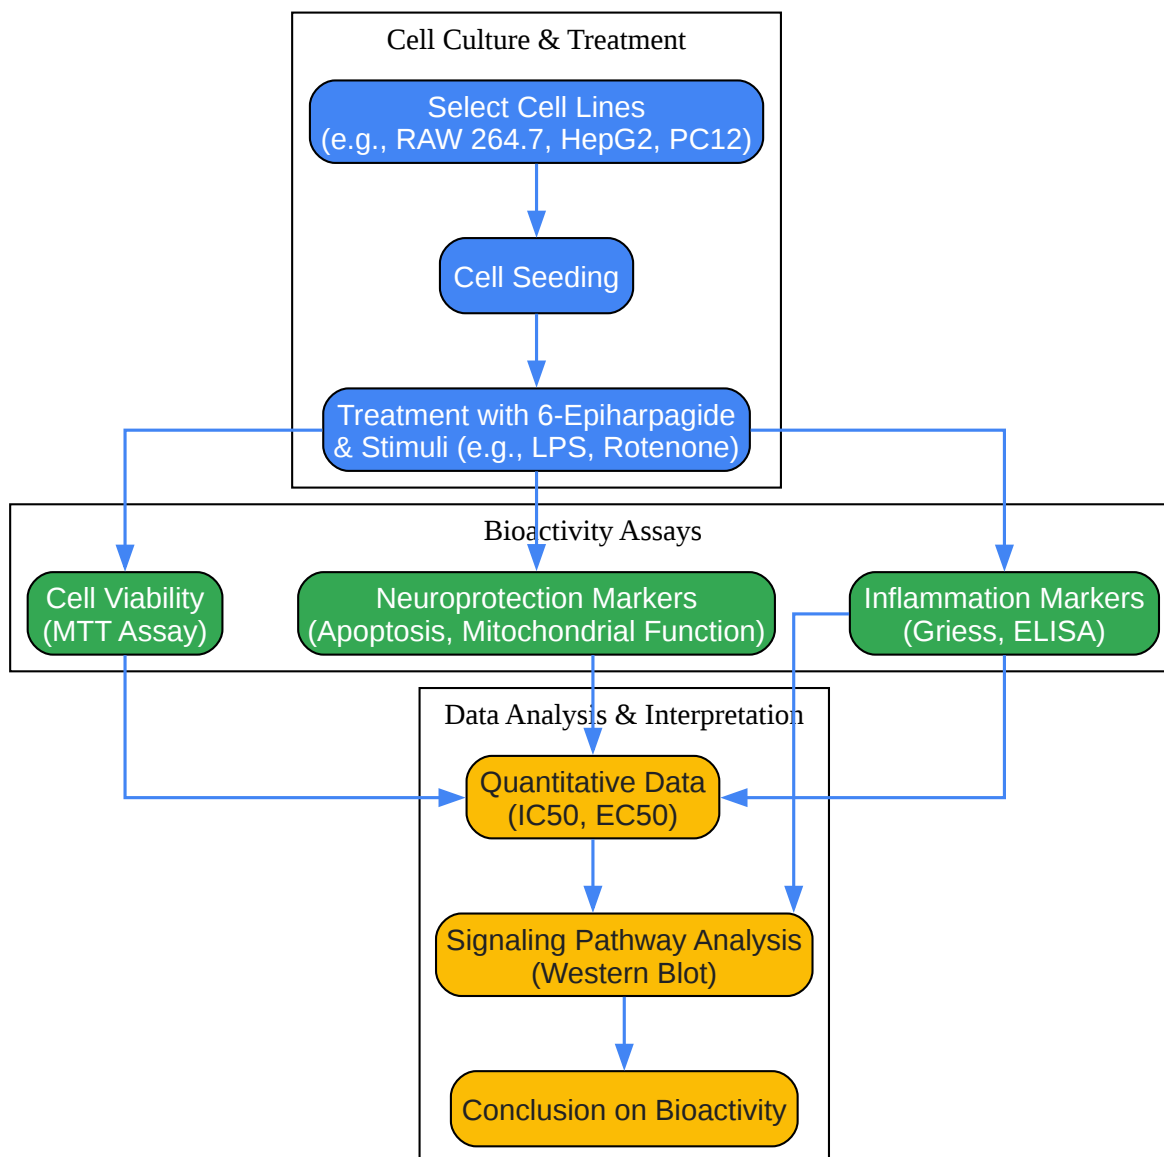 Cell Culture & Treatment
Select Cell Lines
(e.g., RAW 264.7, HepG2, PC12)
Cell Seeding
Treatment with 6-Epiharpagide
& Stimuli (e.g., LPS, Rotenone)
Bioactivity Assays
Cell Viability
(MTT Assay)
Neuroprotection Markers
(Apoptosis, Mitochondrial Function)
Inflammation Markers
(Griess, ELISA)
Data Analysis & Interpretation
Quantitative Data
(IC50, EC50)
Signaling Pathway Analysis
(Western Blot)
Conclusion on Bioactivity